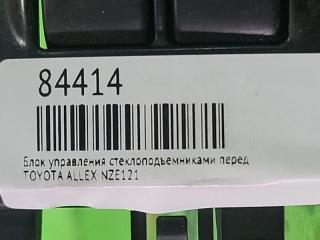 84414
Блок управления стеклоподъемниками перед
TOYOTA ALLEX NZE121